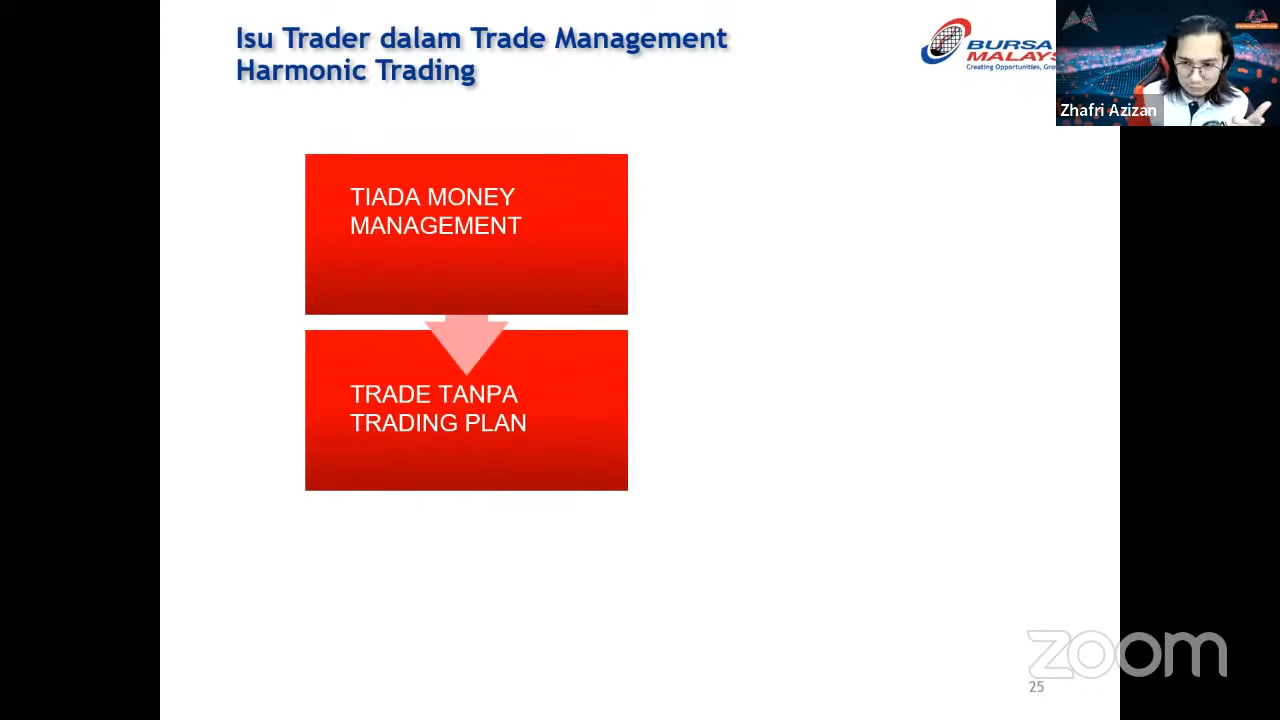 Isu Trader dalam Trade Management
Harmonic Trading
BURSA
MALAYS
Creating Opportunities, Gro
Zhafri Azizan
TIADA MONEY
MANAGEMENT
TRADE TANPA
TRADING PLAN
zoom
25